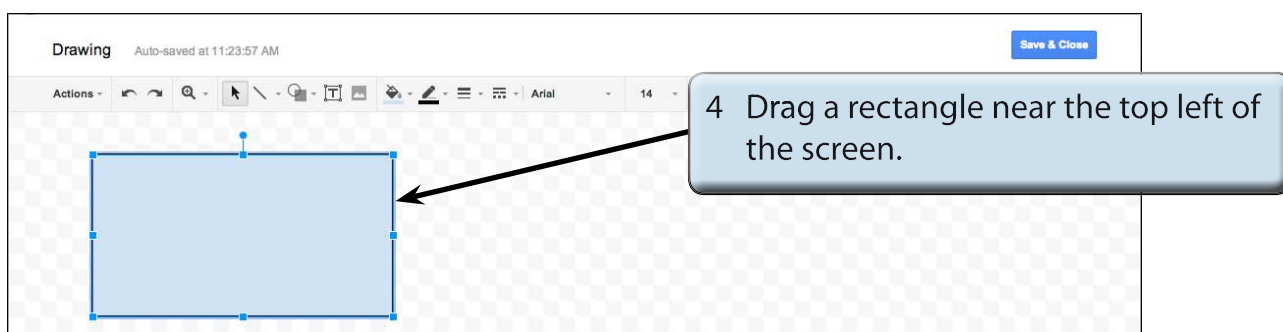 Drawing Auto-saved at 11:23:57 AM Save & Close
Actions Arial 14
4 Drag a rectangle near the top left of
the screen.